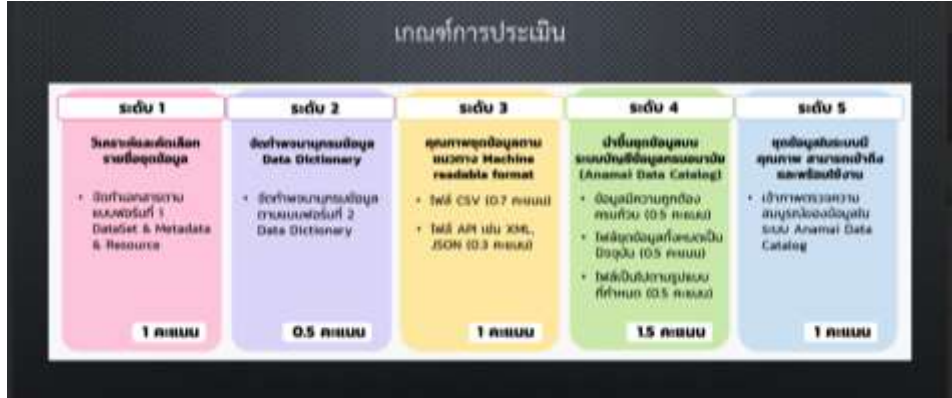 เกณฑ์การประเมิน
ระดับ 1
วิเคราะห์และคัดเลือก
รายชื่อชุดข้อมูล
• จัดทำเอกสารตาม
แบบฟอร์มที่ 1
DataSet & Metadata
& Resource
1 คะแนน
ระดับ 2
จัดทำพจนานุกรมข้อมูล
Data Dictionary
• จัดทำพจนานุกรมข้อมูล
ตามแบบฟอร์มที่ 2
Data Dictionary
0.5 คะแนน
ระดับ 3
คุณภาพชุดข้อมูลตาม
แนวทาง Machine
readable format
• ไฟล์ CSV (0.7 คะแนน)
• ไฟล์ API เช่น XML,
JSON (0.3 คะแนน)
1 คะแนน
ระดับ 4
นำขึ้นชุดข้อมูลบน
ระบบบัญชีข้อมูลกรมอนามัย
(Anamai Data Catalog)
• ข้อมูลมีความถูกต้อง
ครบถ้วน (0.5 คะแนน)
• ไฟล์ชุดข้อมูลทั้งหมดเป็น
ปัจจุบัน (0.5 คะแนน)
• ไฟล์เป็นไปตามรูปแบบ
ที่กำหนด (0.5 คะแนน)
1.5 คะแนน
ระดับ 5
ชุดข้อมูลในระบบมี
คุณภาพ สามารถเข้าถึง
และพร้อมใช้งาน
• เจ้าภาพตรวจความ
สมบูรณ์ของข้อมูลใน
ระบบ Anamai Data
Catalog
1 คะแนน